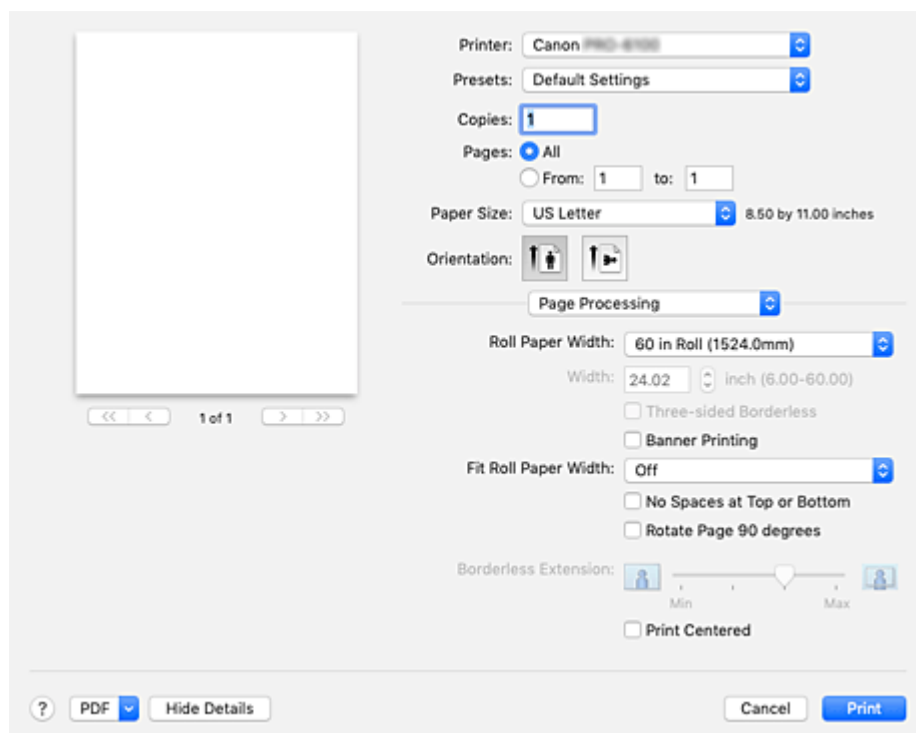 Printer: Canon
Presets: Default Settings
Copies: 1
Pages: All
From: 1 to: 1
Paper Size: US Letter 8.50 by 11.00 inches
Orientation:
Page Processing
Roll Paper Width: 60 in Roll (1524.0mm)
Width: 24.02 inch (6.00-60.00)
Three-sided Borderless
Banner Printing
Fit Roll Paper Width: Off
No Spaces at Top or Bottom
Rotate Page 90 degrees
Borderless Extension:
Min Max
Print Centered
<< < 1 of 1 > >>
? PDF Hide Details Cancel Print